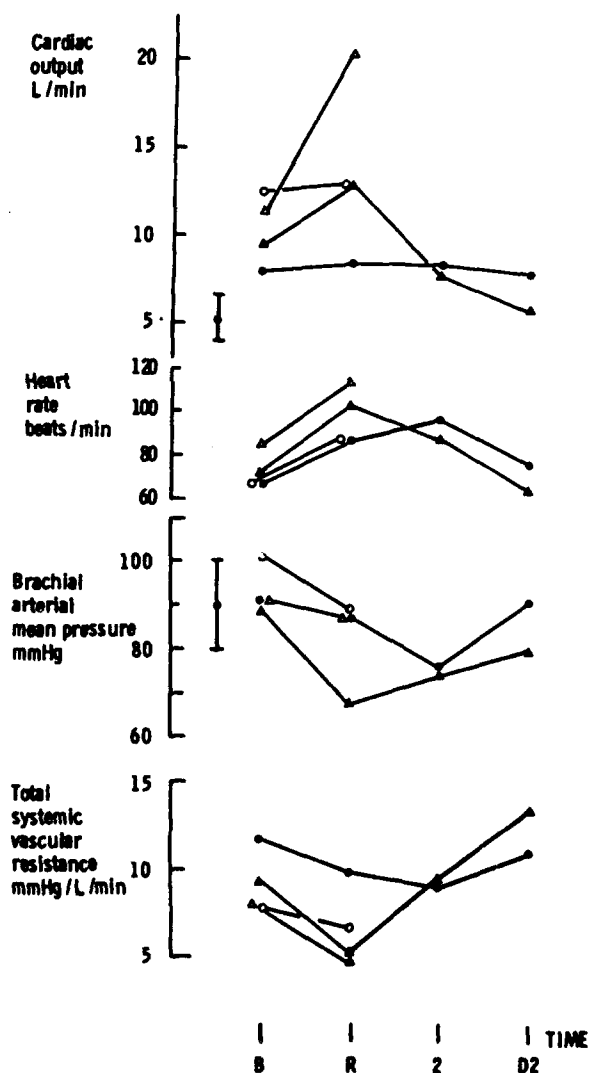 Cardiac
output
L/min
20
15
10
5
Heart
rate
beats/min
120
100
80
60
Brachial
arterial
mean pressure
mmHg
100
80
60
Total
systemic
vascular
resistance
mmHg/L/min
15
10
5
B R 2 D2 TIME